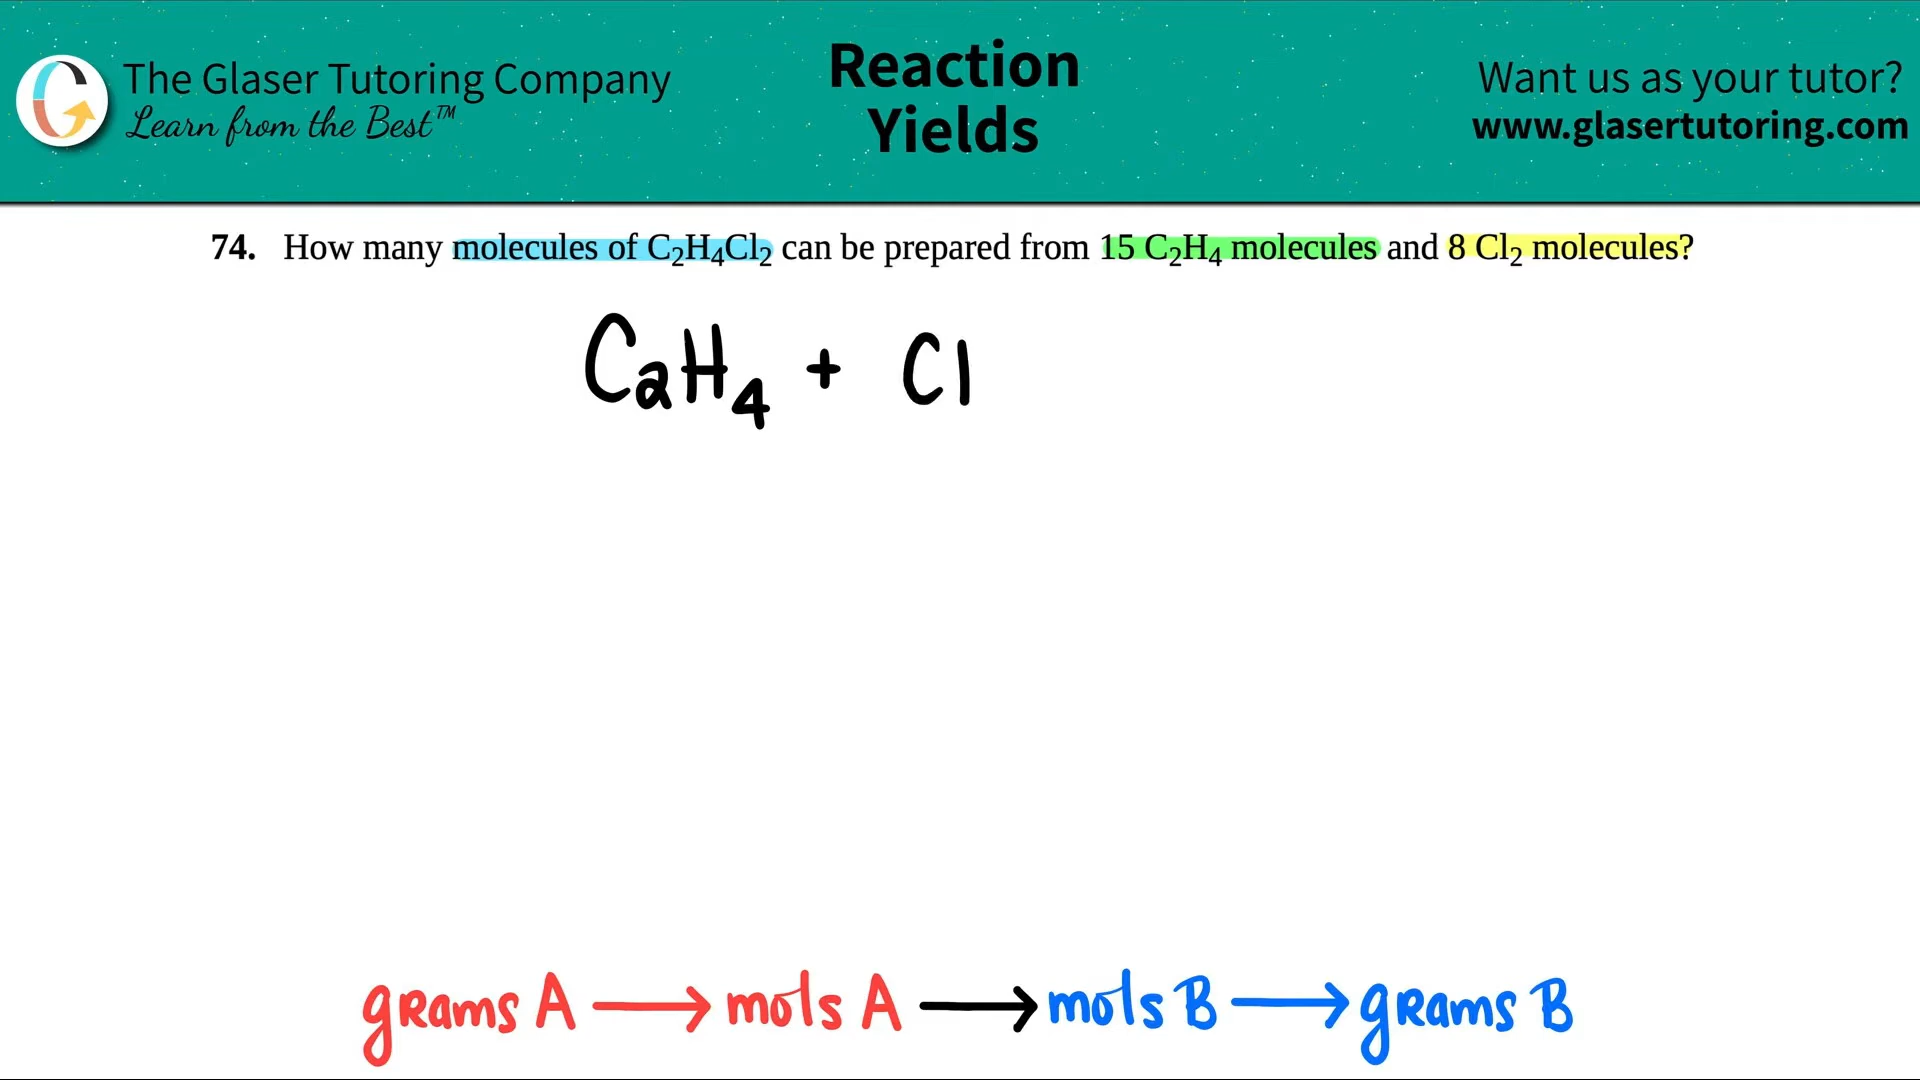 The Glaser Tutoring Company
Learn from the Best™
Reaction
Yields
Want us as your tutor?
www.glasertutoring.com
74. How many molecules of C₂H₄Cl₂ can be prepared from 15 C₂H₄ molecules and 8 Cl₂ molecules?
C₂H₄ + Cl
grams A → mols A → mols B → grams B